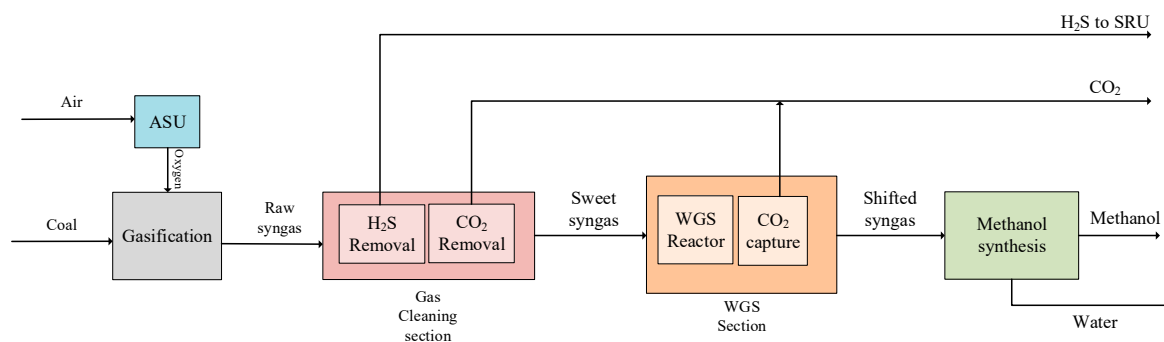 H₂S to SRU
CO₂
Air
ASU
Oxygen
Coal
Gasification
Raw
syngas
H₂S
Removal
CO₂
Removal
Gas
Cleaning
section
Sweet
syngas
WGS
Reactor
CO₂
capture
WGS
Section
Shifted
syngas
Methanol
synthesis
Methanol
Water